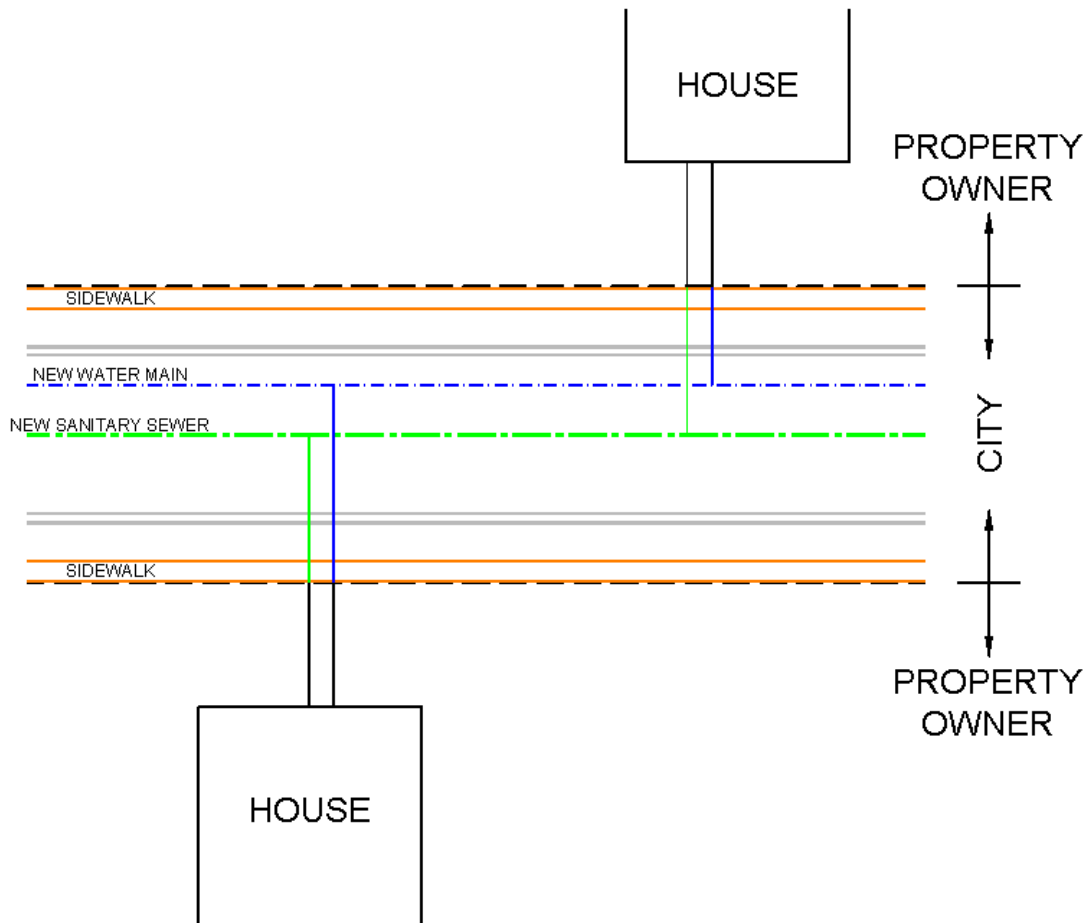 HOUSE
PROPERTY
OWNER
SIDEWALK
NEW WATER MAIN
NEW SANITARY SEWER
CITY
SIDEWALK
PROPERTY
OWNER
HOUSE